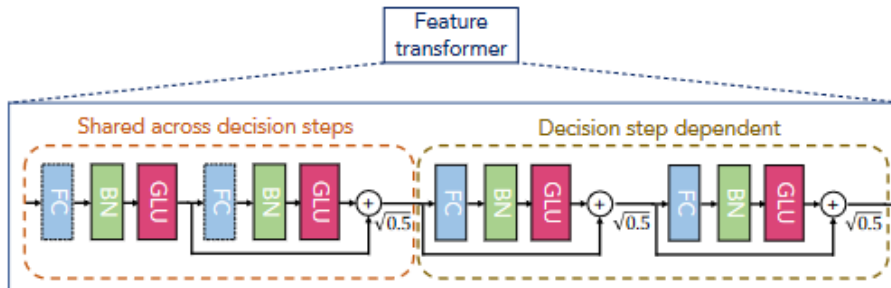 Feature
transformer
Shared across decision steps
Decision step dependent
FC
BN
GLU
FC
BN
GLU
+
√0.5
FC
BN
GLU
+
√0.5
FC
BN
GLU
+
√0.5